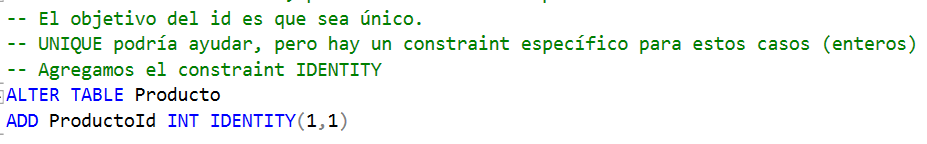 -- El objetivo del id es que sea único.
-- UNIQUE podría ayudar, pero hay un constraint específico para estos casos (enteros)
-- Agregamos el constraint IDENTITY
ALTER TABLE Producto
ADD ProductoId INT IDENTITY(1,1)